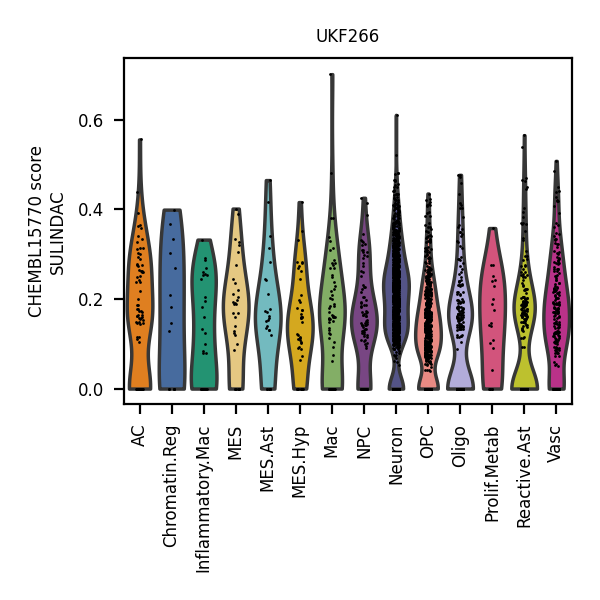 UKF266
CHEMBL15770 score
SULINDAC
0.6
0.4
0.2
0.0
AC
Chromatin.Reg
Inflammatory.Mac
MES
MES.Ast
MES.Hyp
Mac
NPC
Neuron
OPC
Oligo
Prolif.Metab
Reactive.Ast
Vasc